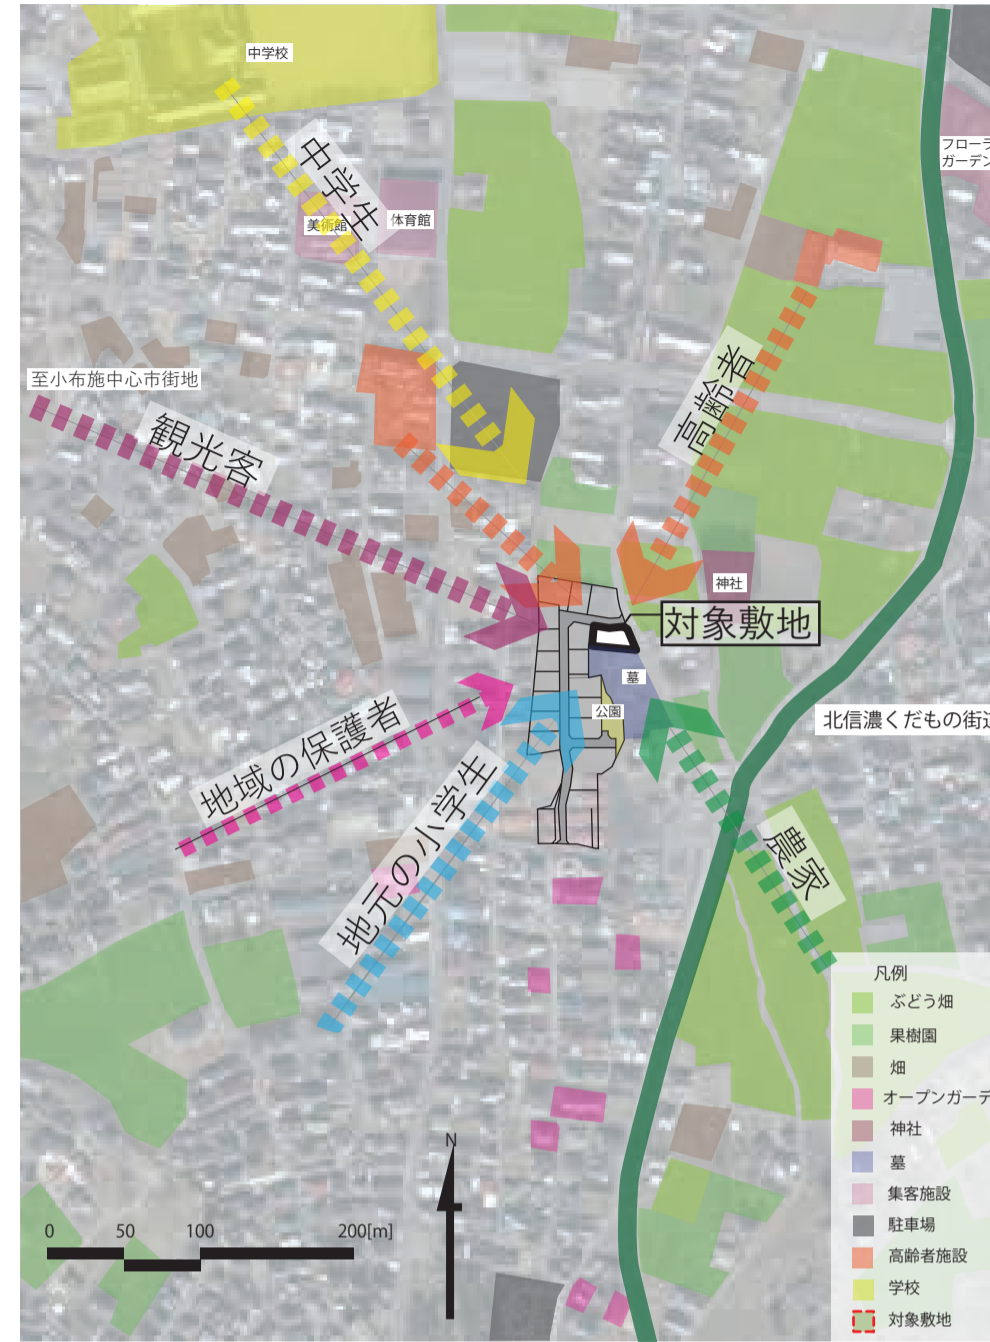 中学校
フローラ
ガーデン
中学生
美術館
体育館
至小布施中心市街地
観光客
高齢者
神社
対象敷地
墓
公園
北信濃くだもの街道
地域の保護者
地元の小学生
農家
凡例
ぶどう畑
果樹園
畑
オープンガーデ
神社
墓
集客施設
駐車場
高齢者施設
学校
対象敷地
N
0 50 100 200[m]